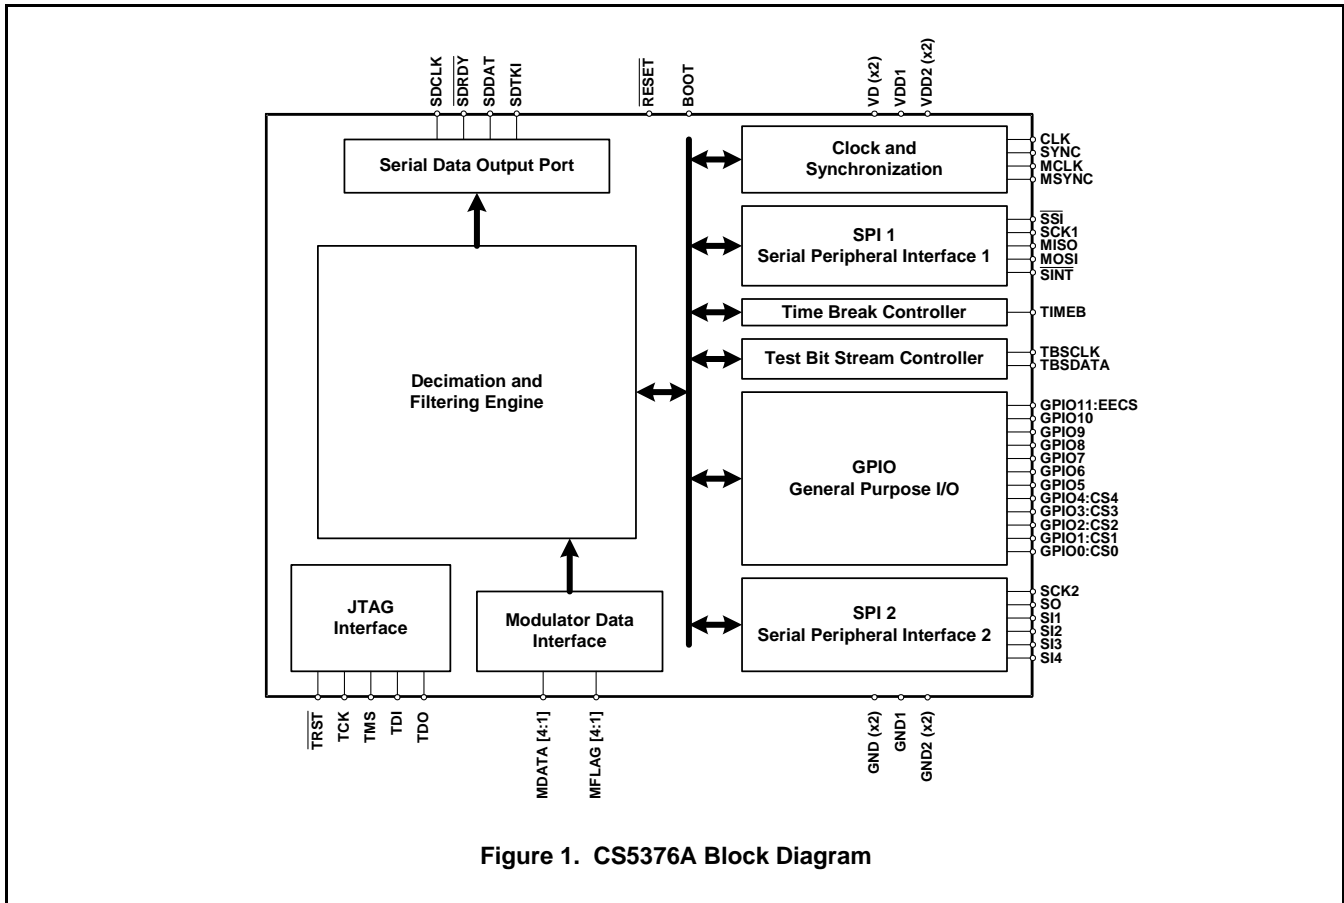 SDCLK
SDRDY
SDDAT
SDTKI
RESET
BOOT
VD (x2)
VDD1
VDD2 (x2)
Serial Data Output Port
Clock and
Synchronization
CLK
SYNC
MCLK
MSYNC
SPI 1
Serial Peripheral Interface 1
SSI
SCK1
MISO
MOSI
SINT
Time Break Controller
TIMEB
Test Bit Stream Controller
TBSCLK
TBSDATA
Decimation and
Filtering Engine
GPIO
General Purpose I/O
GPIO11:EECS
GPIO10
GPIO9
GPIO8
GPIO7
GPIO6
GPIO5
GPIO4:CS4
GPIO3:CS3
GPIO2:CS2
GPIO1:CS1
GPIO0:CS0
JTAG
Interface
Modulator Data
Interface
SPI 2
Serial Peripheral Interface 2
SCK2
SO
SI1
SI2
SI3
SI4
TRST
TCK
TMS
TDI
TDO
MDATA [4:1]
MFLAG [4:1]
GND (x2)
GND1
GND2 (x2)
Figure 1. CS5376A Block Diagram